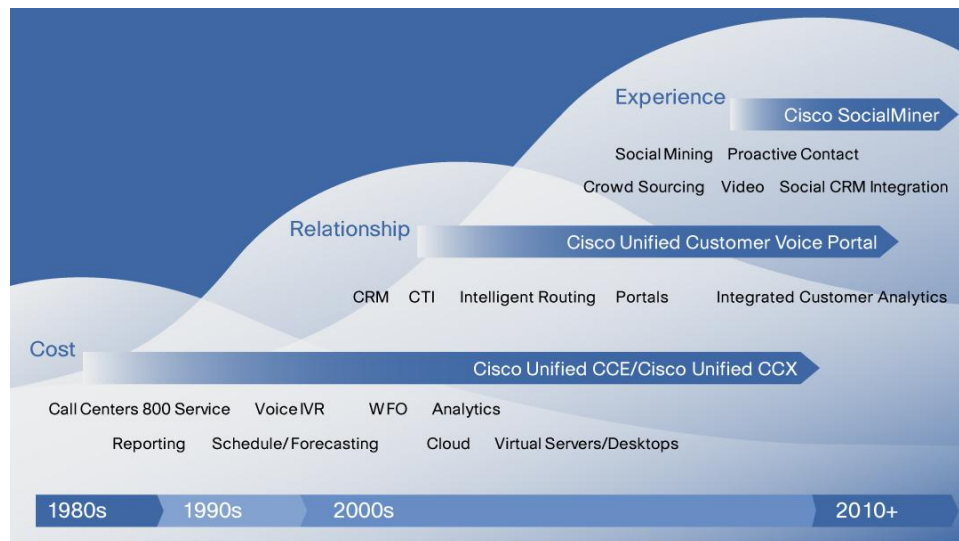 Experience
Cisco SocialMiner
Social Mining Proactive Contact
Crowd Sourcing Video Social CRM Integration
Relationship
Cisco Unified Customer Voice Portal
CRM CTI Intelligent Routing Portals Integrated Customer Analytics
Cost
Cisco Unified CCE/Cisco Unified CCX
Call Centers 800 Service Voice IVR WFO Analytics
Reporting Schedule/Forecasting Cloud Virtual Servers/Desktops
1980s 1990s 2000s 2010+